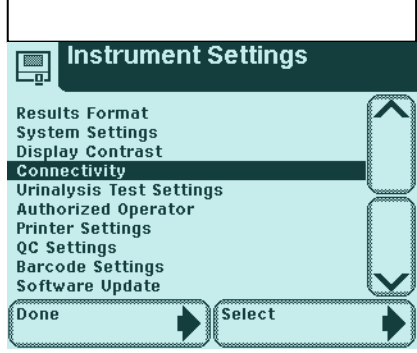 Instrument Settings
Results Format
System Settings
Display Contrast
Connectivity
Urinalysis Test Settings
Authorized Operator
Printer Settings
QC Settings
Barcode Settings
Software Update
Done
Select